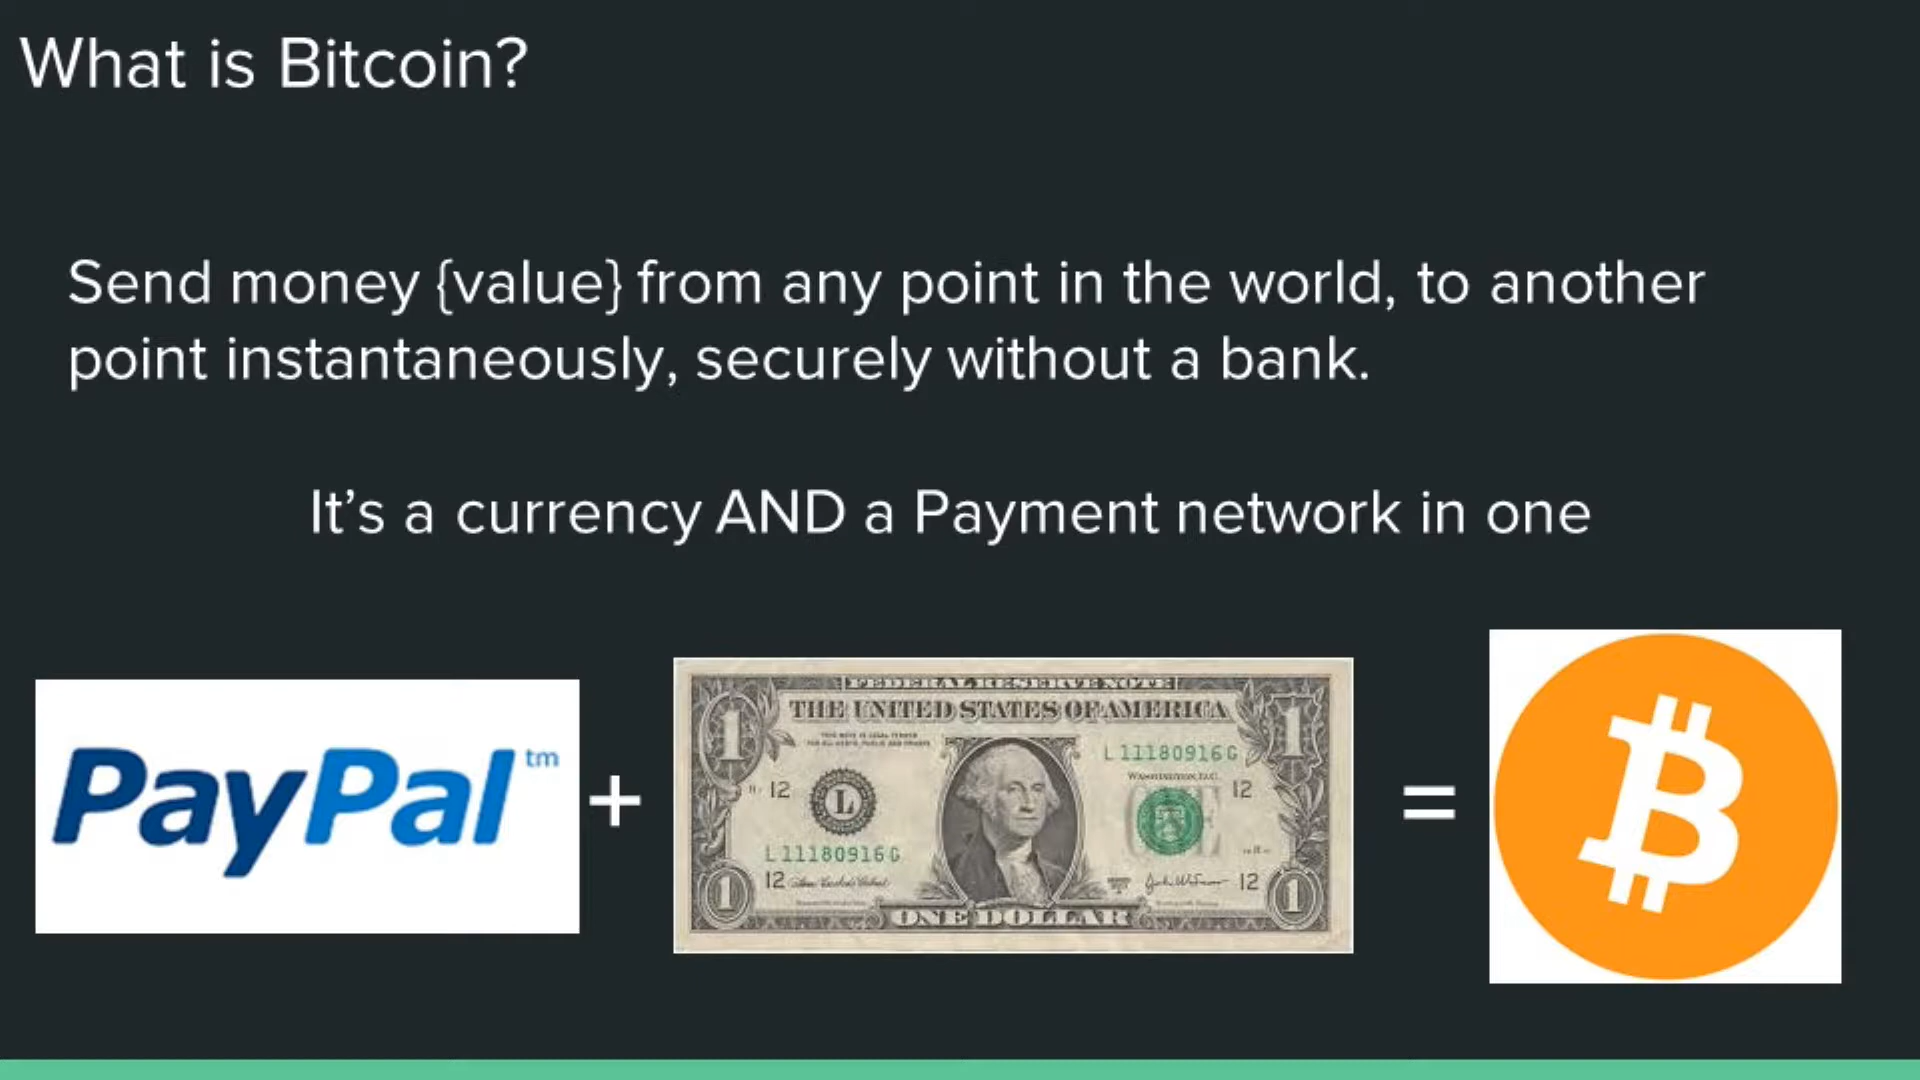 What is Bitcoin?
Send money {value} from any point in the world, to another
point instantaneously, securely without a bank.
It’s a currency AND a Payment network in one
PayPal™
+
FEDERAL RESERVE NOTE
THE UNITED STATES OF AMERICA
L 11180916 G
WASHINGTON, D.C.
12
L
12
L 11180916 G
12
12
1
1
1
1
ONE DOLLAR
=